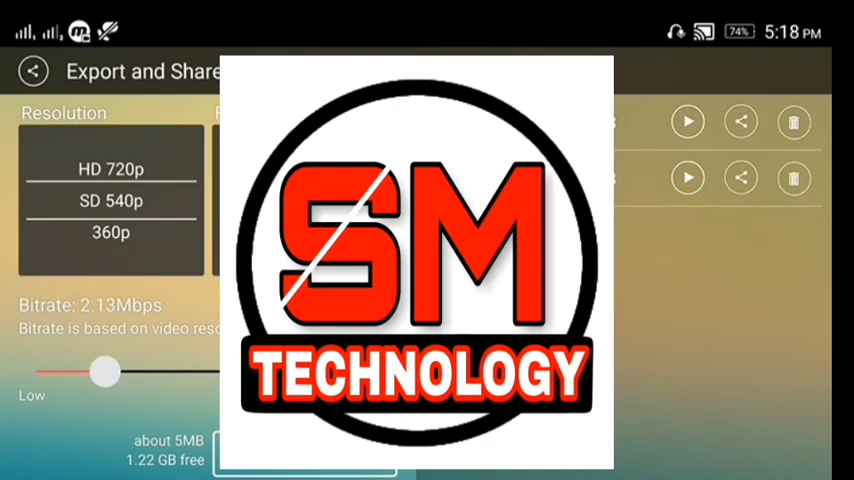 74% 5:18 PM
Export and Share
Resolution
HD 720p
SD 540p
360p
Bitrate: 2.13Mbps
Bitrate is based on video
Low
about 5MB
1.22 GB free
SM
TECHNOLOGY